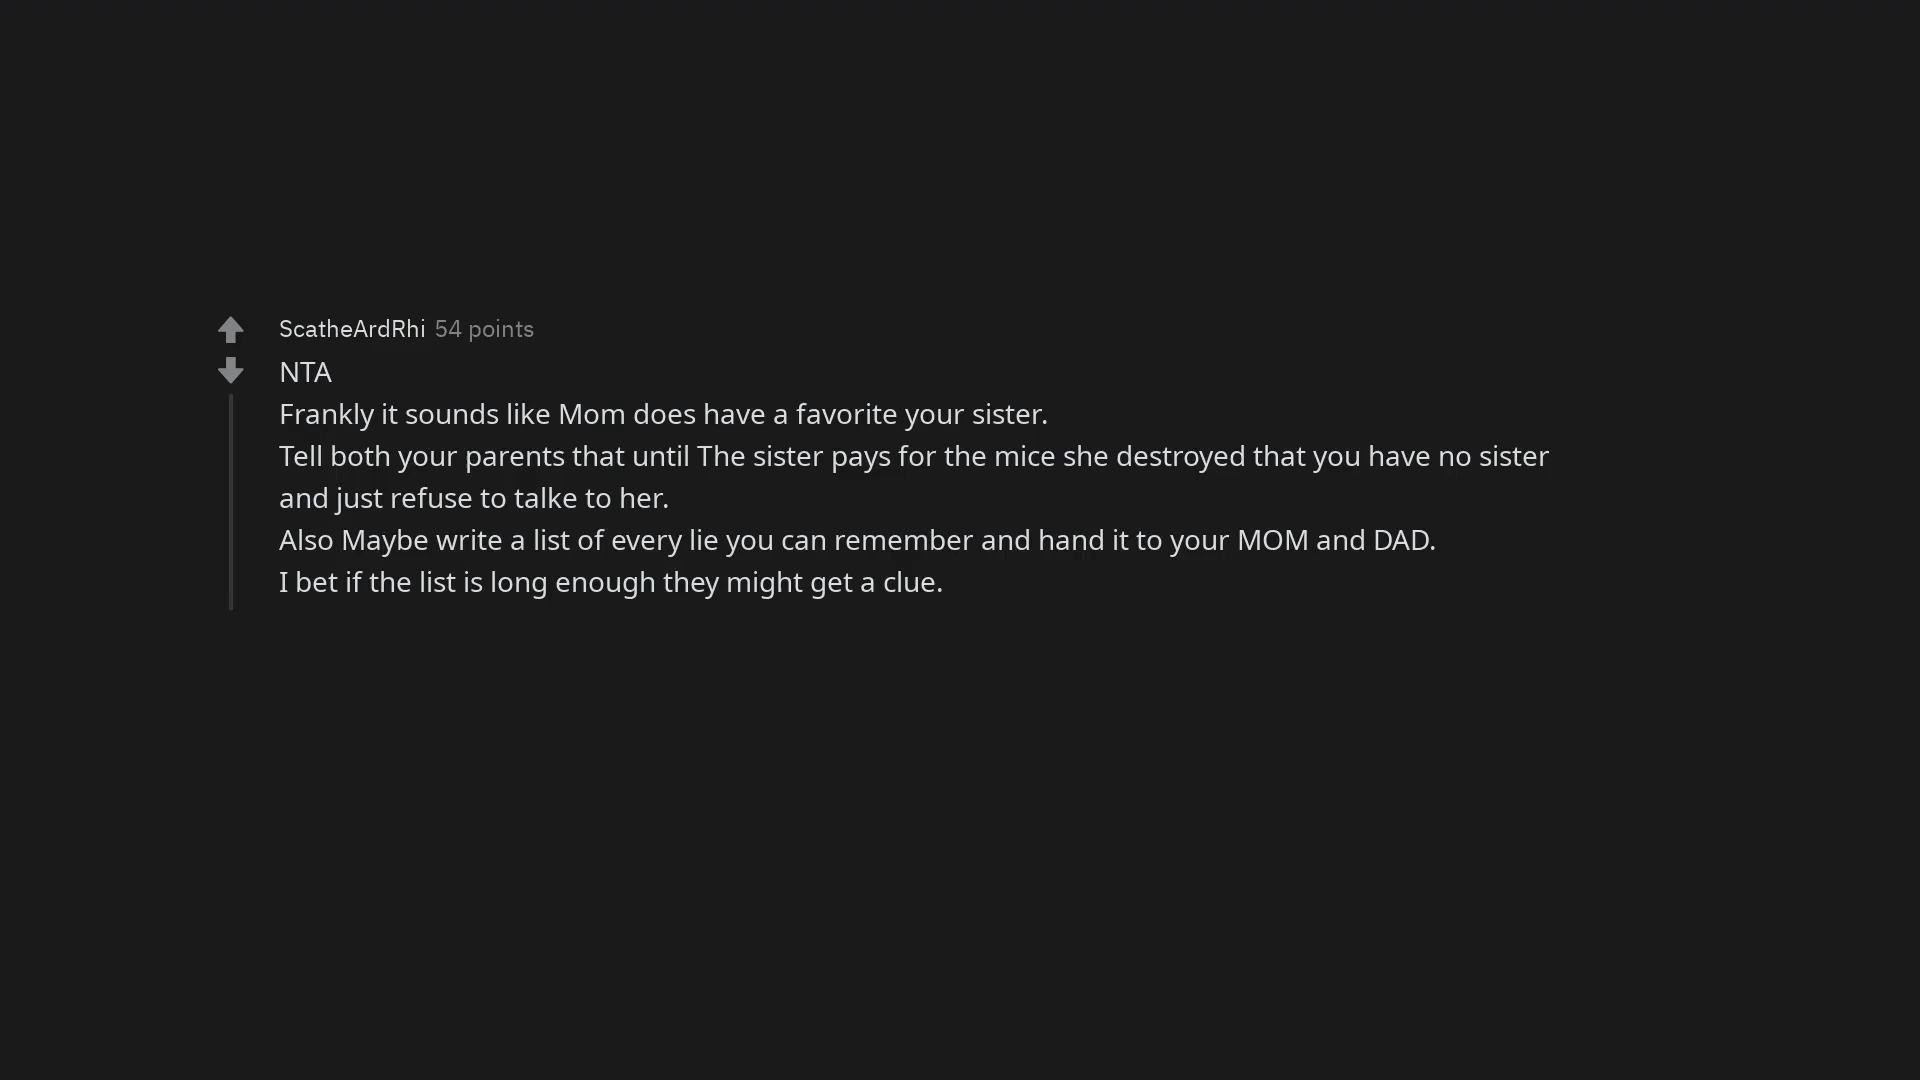 ScatheArdRhi 54 points
NTA
Frankly it sounds like Mom does have a favorite your sister.
Tell both your parents that until The sister pays for the mice she destroyed that you have no sister
and just refuse to talke to her.
Also Maybe write a list of every lie you can remember and hand it to your MOM and DAD.
I bet if the list is long enough they might get a clue.